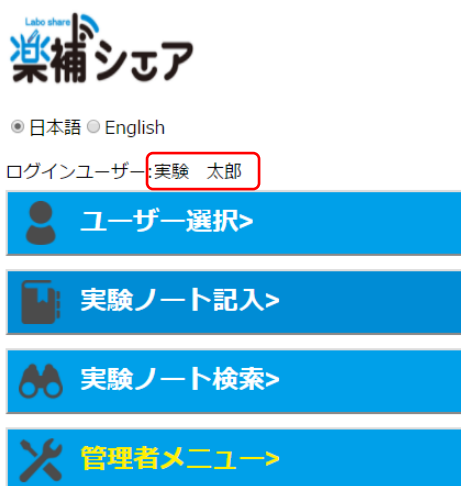 Labo share
楽補シェア
日本語 English
ログインユーザー:実験　太郎
ユーザー選択>
実験ノート記入>
実験ノート検索>
管理者メニュー>